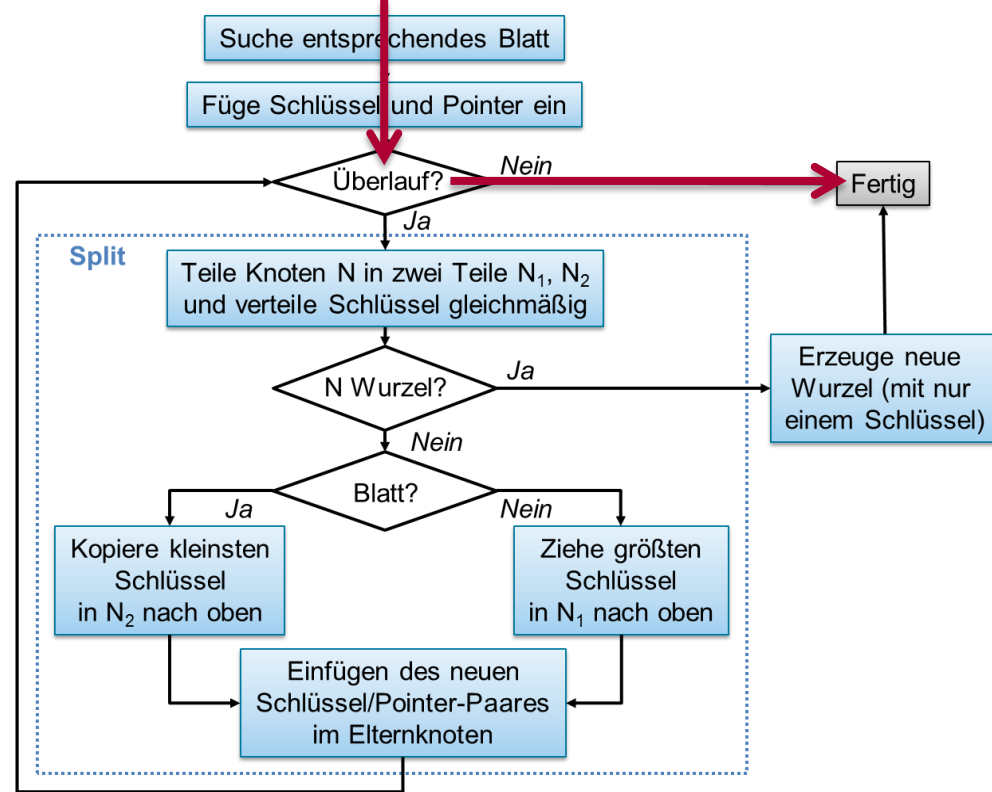 Suche entsprechendes Blatt
Füge Schlüssel und Pointer ein
Überlauf?
Nein
Fertig
Ja
Split
Teile Knoten N in zwei Teile N₁, N₂
und verteile Schlüssel gleichmäßig
N Wurzel?
Ja
Erzeuge neue
Wurzel (mit nur
einem Schlüssel)
Nein
Blatt?
Ja
Nein
Kopiere kleinsten
Schlüssel
in N₂ nach oben
Ziehe größten
Schlüssel
in N₁ nach oben
Einfügen des neuen
Schlüssel/Pointer-Paares
im Elternknoten